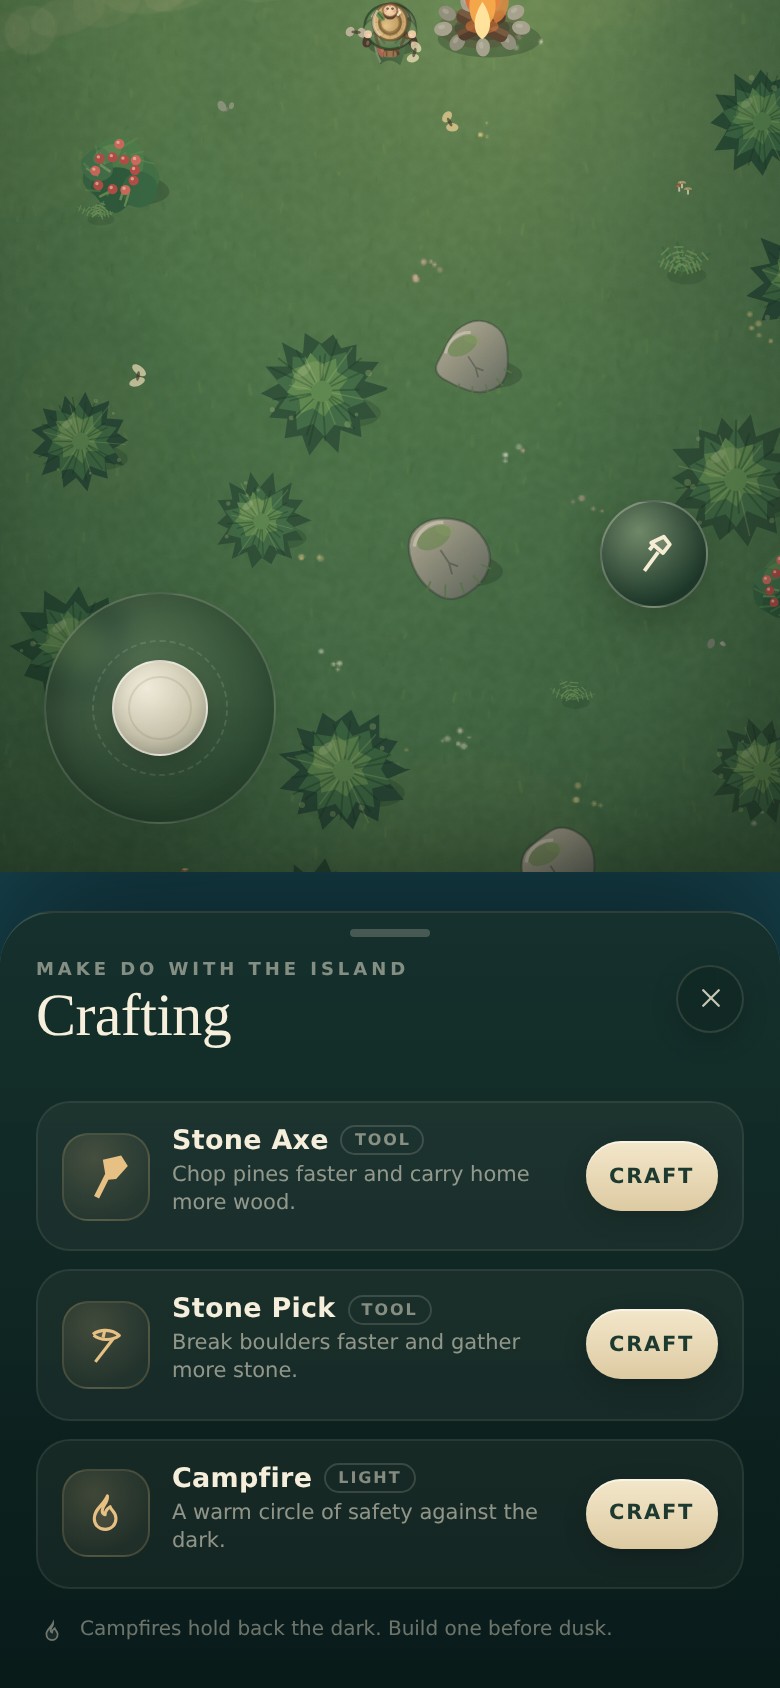 MAKE DO WITH THE ISLAND
Crafting
Stone Axe TOOL
Chop pines faster and carry home
more wood.
CRAFT
Stone Pick TOOL
Break boulders faster and gather
more stone.
CRAFT
Campfire LIGHT
A warm circle of safety against the
dark.
CRAFT
Campfires hold back the dark. Build one before dusk.